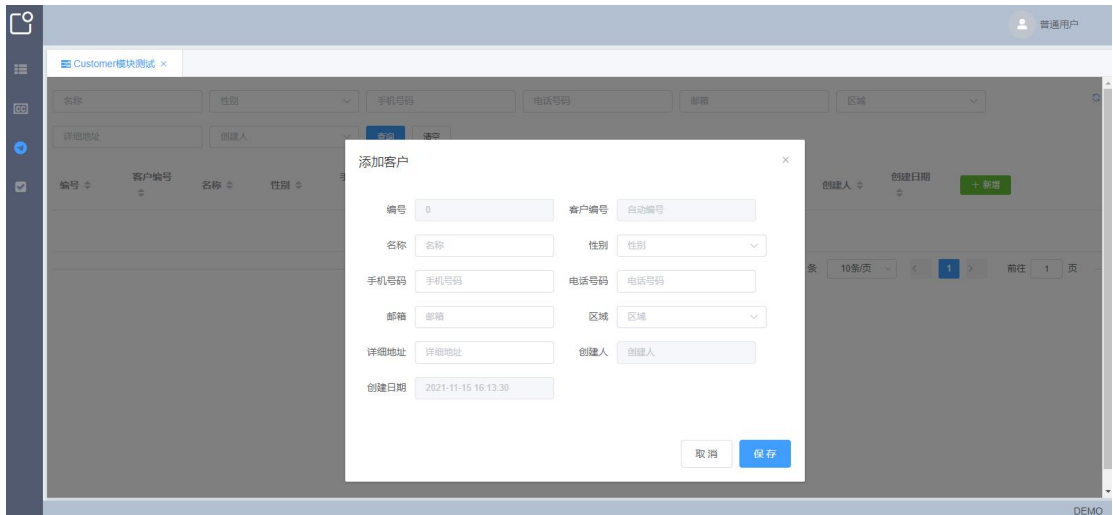 普通用户
Customer模块测试 ×
名称 性别 手机号码 电话号码 邮箱 区域
详细地址 创建人 查询 清空
添加客户 ×
编号 客户编号 名称 性别 创建人 创建日期 + 新增
编号 0 客户编号 自动编号
名称 名称 性别 性别
手机号码 手机号码 电话号码 电话号码
条 10条/页 < 1 > 前往 1 页
邮箱 邮箱 区域 区域
详细地址 详细地址 创建人 创建人
创建日期 2021-11-15 16:13:30
取消 保存
DEMO